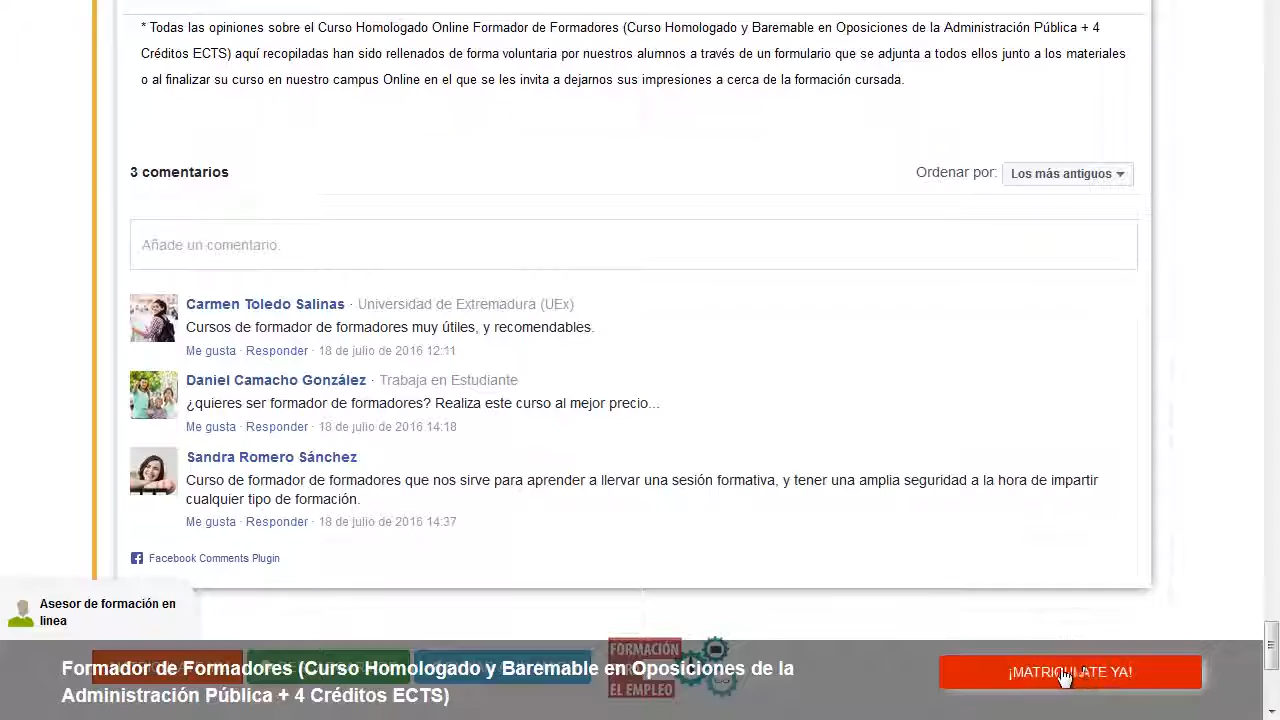 * Todas las opiniones sobre el Curso Homologado Online Formador de Formadores (Curso Homologado y Baremable en Oposiciones de la Administración Pública + 4
Créditos ECTS) aquí recopiladas han sido rellenados de forma voluntaria por nuestros alumnos a través de un formulario que se adjunta a todos ellos junto a los materiales
o al finalizar su curso en nuestro campus Online en el que se les invita a dejarnos sus impresiones a cerca de la formación cursada.
3 comentarios
Ordenar por: Los más antiguos
Añade un comentario.
Carmen Toledo Salinas · Universidad de Extremadura (UEx)
Cursos de formador de formadores muy útiles, y recomendables.
Me gusta · Responder · 18 de julio de 2016 12:11
Daniel Camacho González · Trabaja en Estudiante
¿quieres ser formador de formadores? Realiza este curso al mejor precio...
Me gusta · Responder · 18 de julio de 2016 14:18
Sandra Romero Sánchez
Curso de formador de formadores que nos sirve para aprender a llervar una sesión formativa, y tener una amplia seguridad a la hora de impartir
cualquier tipo de formación.
Me gusta · Responder · 18 de julio de 2016 14:37
Facebook Comments Plugin
Asesor de formación en
linea
FORMACIÓN
EL EMPLEO
Formador de Formadores (Curso Homologado y Baremable en Oposiciones de la
Administración Pública + 4 Créditos ECTS)
¡MATRICULATE YA!